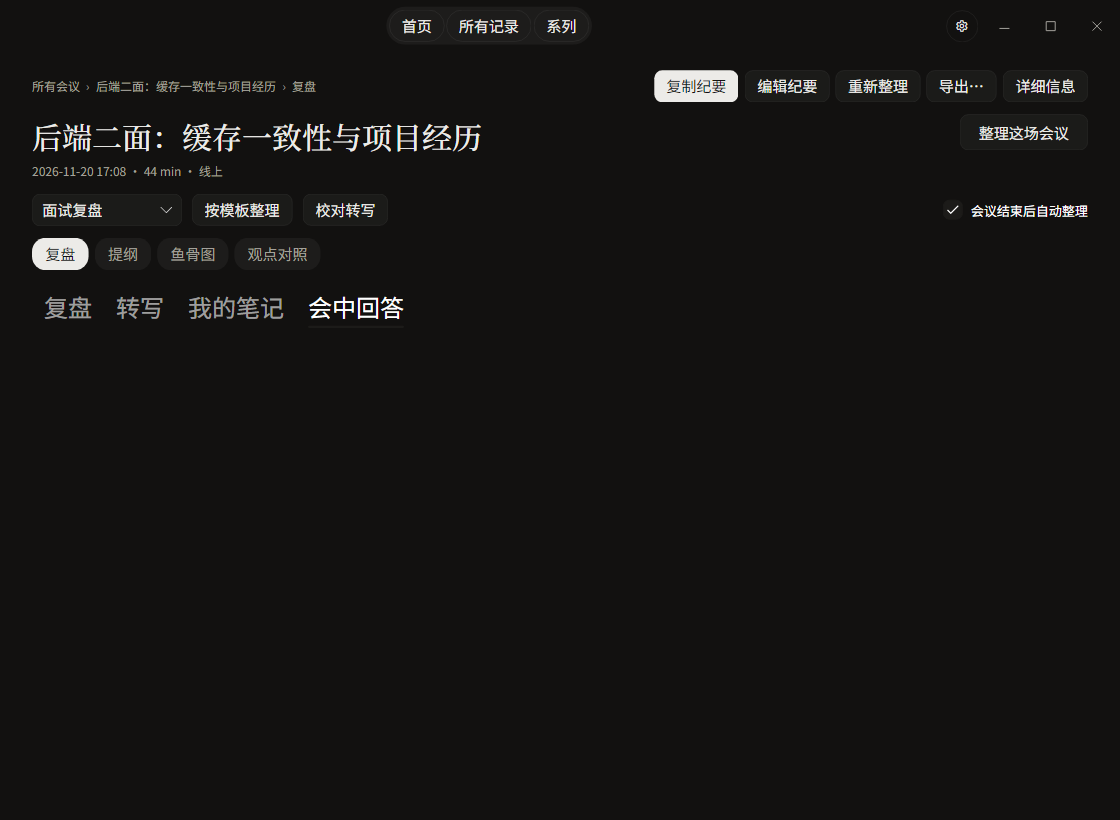 首页 所有记录 系列
所有会议 › 后端二面：缓存一致性与项目经历 › 复盘
复制纪要 编辑纪要 重新整理 导出… 详细信息
后端二面：缓存一致性与项目经历
整理这场会议
2026-11-20 17:08 • 44 min • 线上
面试复盘 按模板整理 校对转写
会议结束后自动整理
复盘 提纲 鱼骨图 观点对照
复盘 转写 我的笔记 会中回答